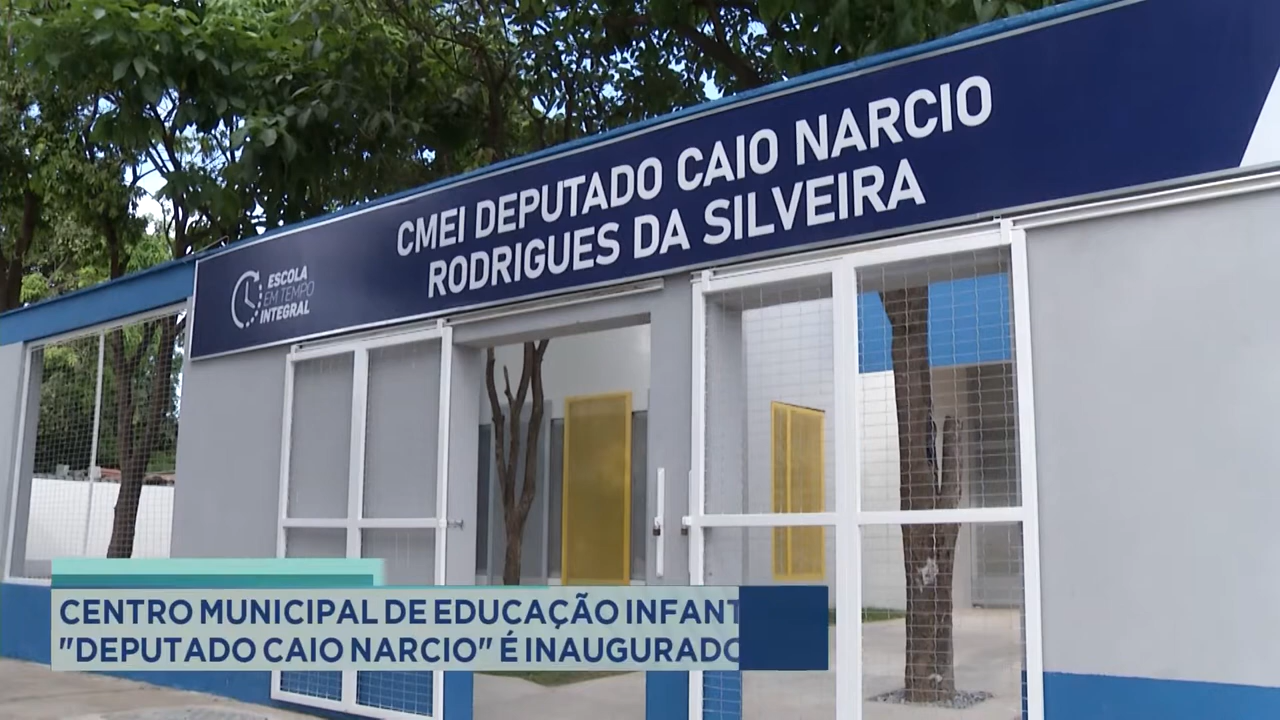 CMEI DEPUTADO CAIO NARCIO
RODRIGUES DA SILVEIRA
ESCOLA
EM TEMPO
INTEGRAL
CENTRO MUNICIPAL DE EDUCAÇÃO INFANT
"DEPUTADO CAIO NARCIO" É INAUGURADO